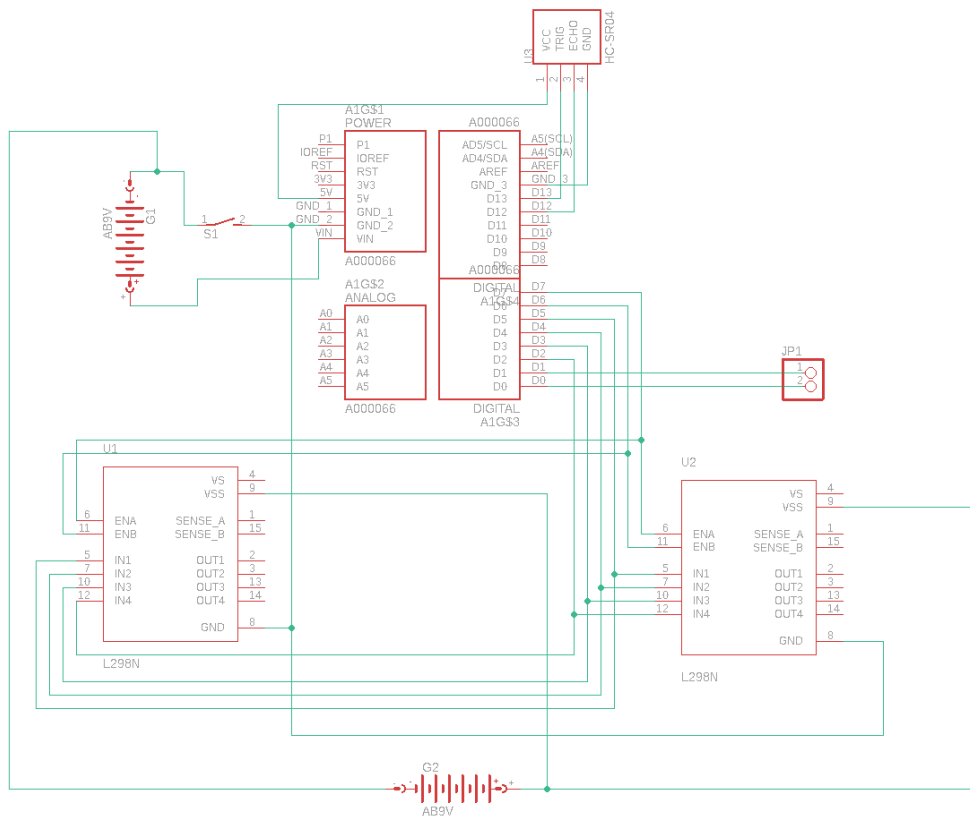 U3
VCC
TRIG
ECHO
GND
HC-SR04
1
2
3
4
A1G$1
POWER
P1
IOREF
RST
3V3
5V
GND_1
GND_2
VIN
P1
IOREF
RST
3V3
5V
GND_1
GND_2
VIN
A000066
A000066
AD5/SCL
AD4/SDA
AREF
GND_3
D13
D12
D11
D10
D9
D8
A5(SCL)
A4(SDA)
AREF
GND_3
D13
D12
D11
D10
D9
D8
DIGITAL
A1G$4
AB9V
G1
-
-
+
+
1
2
S1
A1G$2
ANALOG
A0
A1
A2
A3
A4
A5
A0
A1
A2
A3
A4
A5
A000066
A000066
D7
D6
D5
D4
D3
D2
D1
D0
D7
D6
D5
D4
D3
D2
D1
D0
DIGITAL
A1G$3
JP1
1
2
U1
6
11
5
7
10
12
ENA
ENB
IN1
IN2
IN3
IN4
VS
VSS
SENSE_A
SENSE_B
OUT1
OUT2
OUT3
OUT4
GND
4
9
1
15
2
3
13
14
8
L298N
U2
6
11
5
7
10
12
ENA
ENB
IN1
IN2
IN3
IN4
VS
VSS
SENSE_A
SENSE_B
OUT1
OUT2
OUT3
OUT4
GND
4
9
1
15
2
3
13
14
8
L298N
G2
-
-
+
+
AB9V